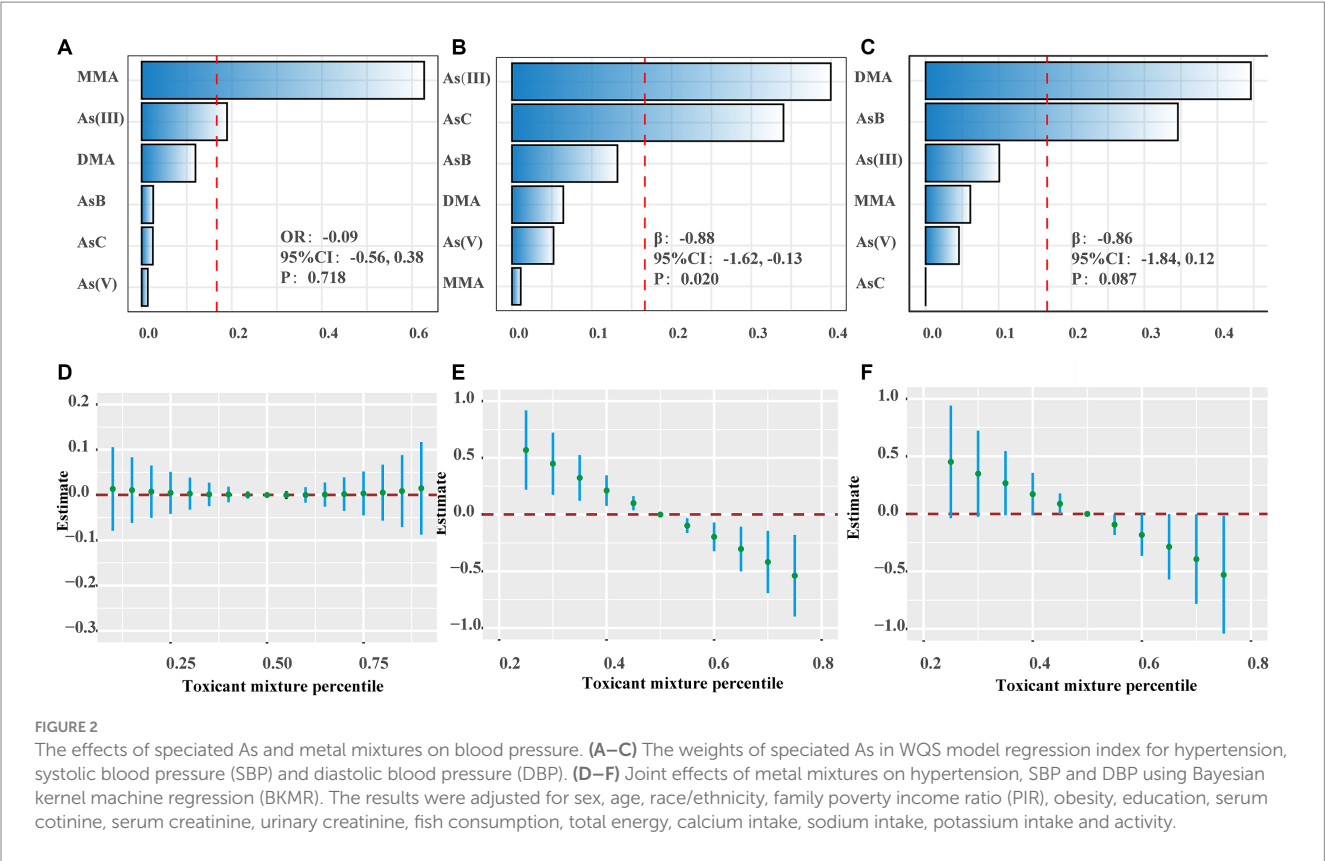 A
MMA
As(III)
DMA
AsB
AsC
As(V)
OR: -0.09
95%CI: -0.56, 0.38
P: 0.718
0.0 0.2 0.4 0.6
B
As(III)
AsC
AsB
DMA
As(V)
MMA
β: -0.88
95%CI: -1.62, -0.13
P: 0.020
0.0 0.1 0.2 0.3 0.4
C
DMA
AsB
As(III)
MMA
As(V)
AsC
β: -0.86
95%CI: -1.84, 0.12
P: 0.087
0.0 0.1 0.2 0.3 0.4
D
Estimate
0.2
0.1
0.0
−0.1
−0.2
−0.3
0.25 0.50 0.75
Toxicant mixture percentile
E
Estimate
1.0
0.5
0.0
−0.5
−1.0
0.2 0.4 0.6 0.8
Toxicant mixture percentile
F
Estimate
1.0
0.5
0.0
−0.5
−1.0
0.2 0.4 0.6 0.8
Toxicant mixture percentile
FIGURE 2
The effects of speciated As and metal mixtures on blood pressure. (A–C) The weights of speciated As in WQS model regression index for hypertension,
systolic blood pressure (SBP) and diastolic blood pressure (DBP). (D–F) Joint effects of metal mixtures on hypertension, SBP and DBP using Bayesian
kernel machine regression (BKMR). The results were adjusted for sex, age, race/ethnicity, family poverty income ratio (PIR), obesity, education, serum
cotinine, serum creatinine, urinary creatinine, fish consumption, total energy, calcium intake, sodium intake, potassium intake and activity.